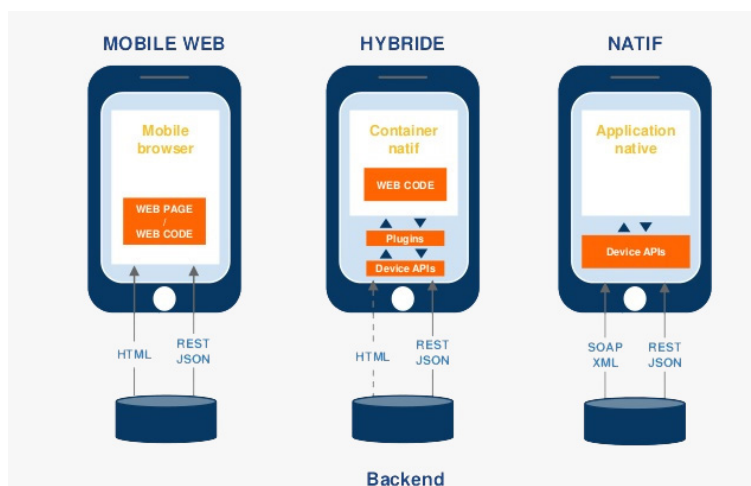 MOBILE WEB
HYBRIDE
NATIF
Mobile
browser
WEB PAGE
/
WEB CODE
Container
natif
WEB CODE
Plugins
Device APIs
Application
native
Device APIs
HTML
REST
JSON
HTML
REST
JSON
SOAP
XML
REST
JSON
Backend